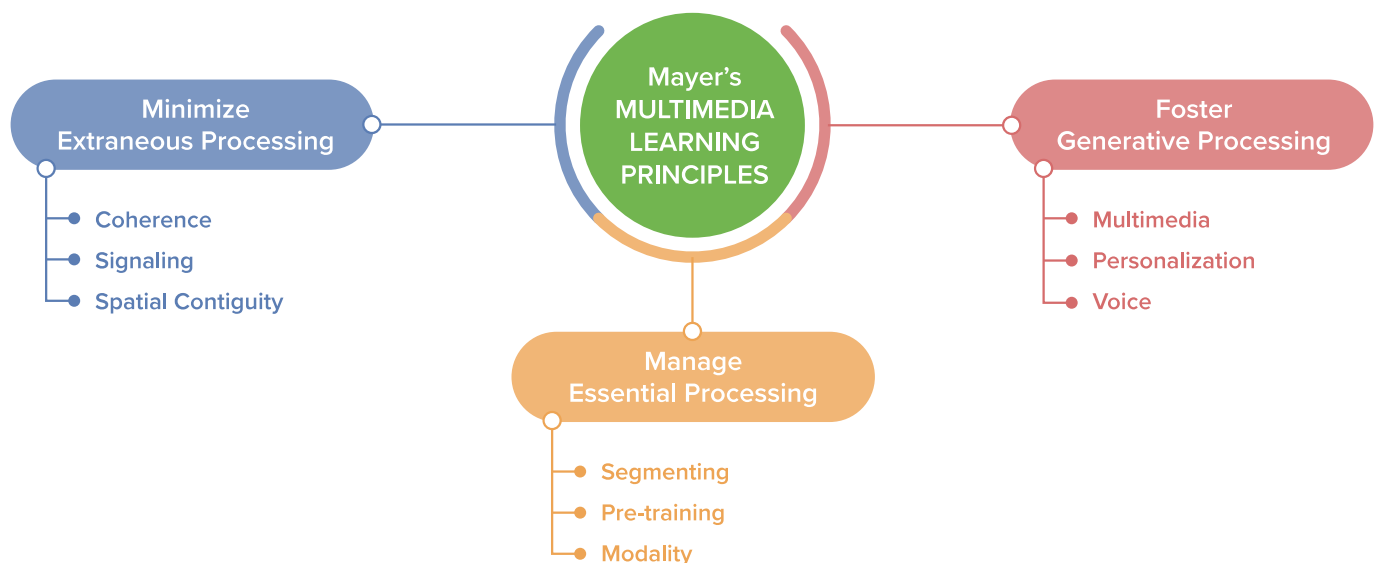 Mayer’s
MULTIMEDIA
LEARNING
PRINCIPLES
Minimize
Extraneous Processing
Coherence
Signaling
Spatial Contiguity
Foster
Generative Processing
Multimedia
Personalization
Voice
Manage
Essential Processing
Segmenting
Pre-training
Modality